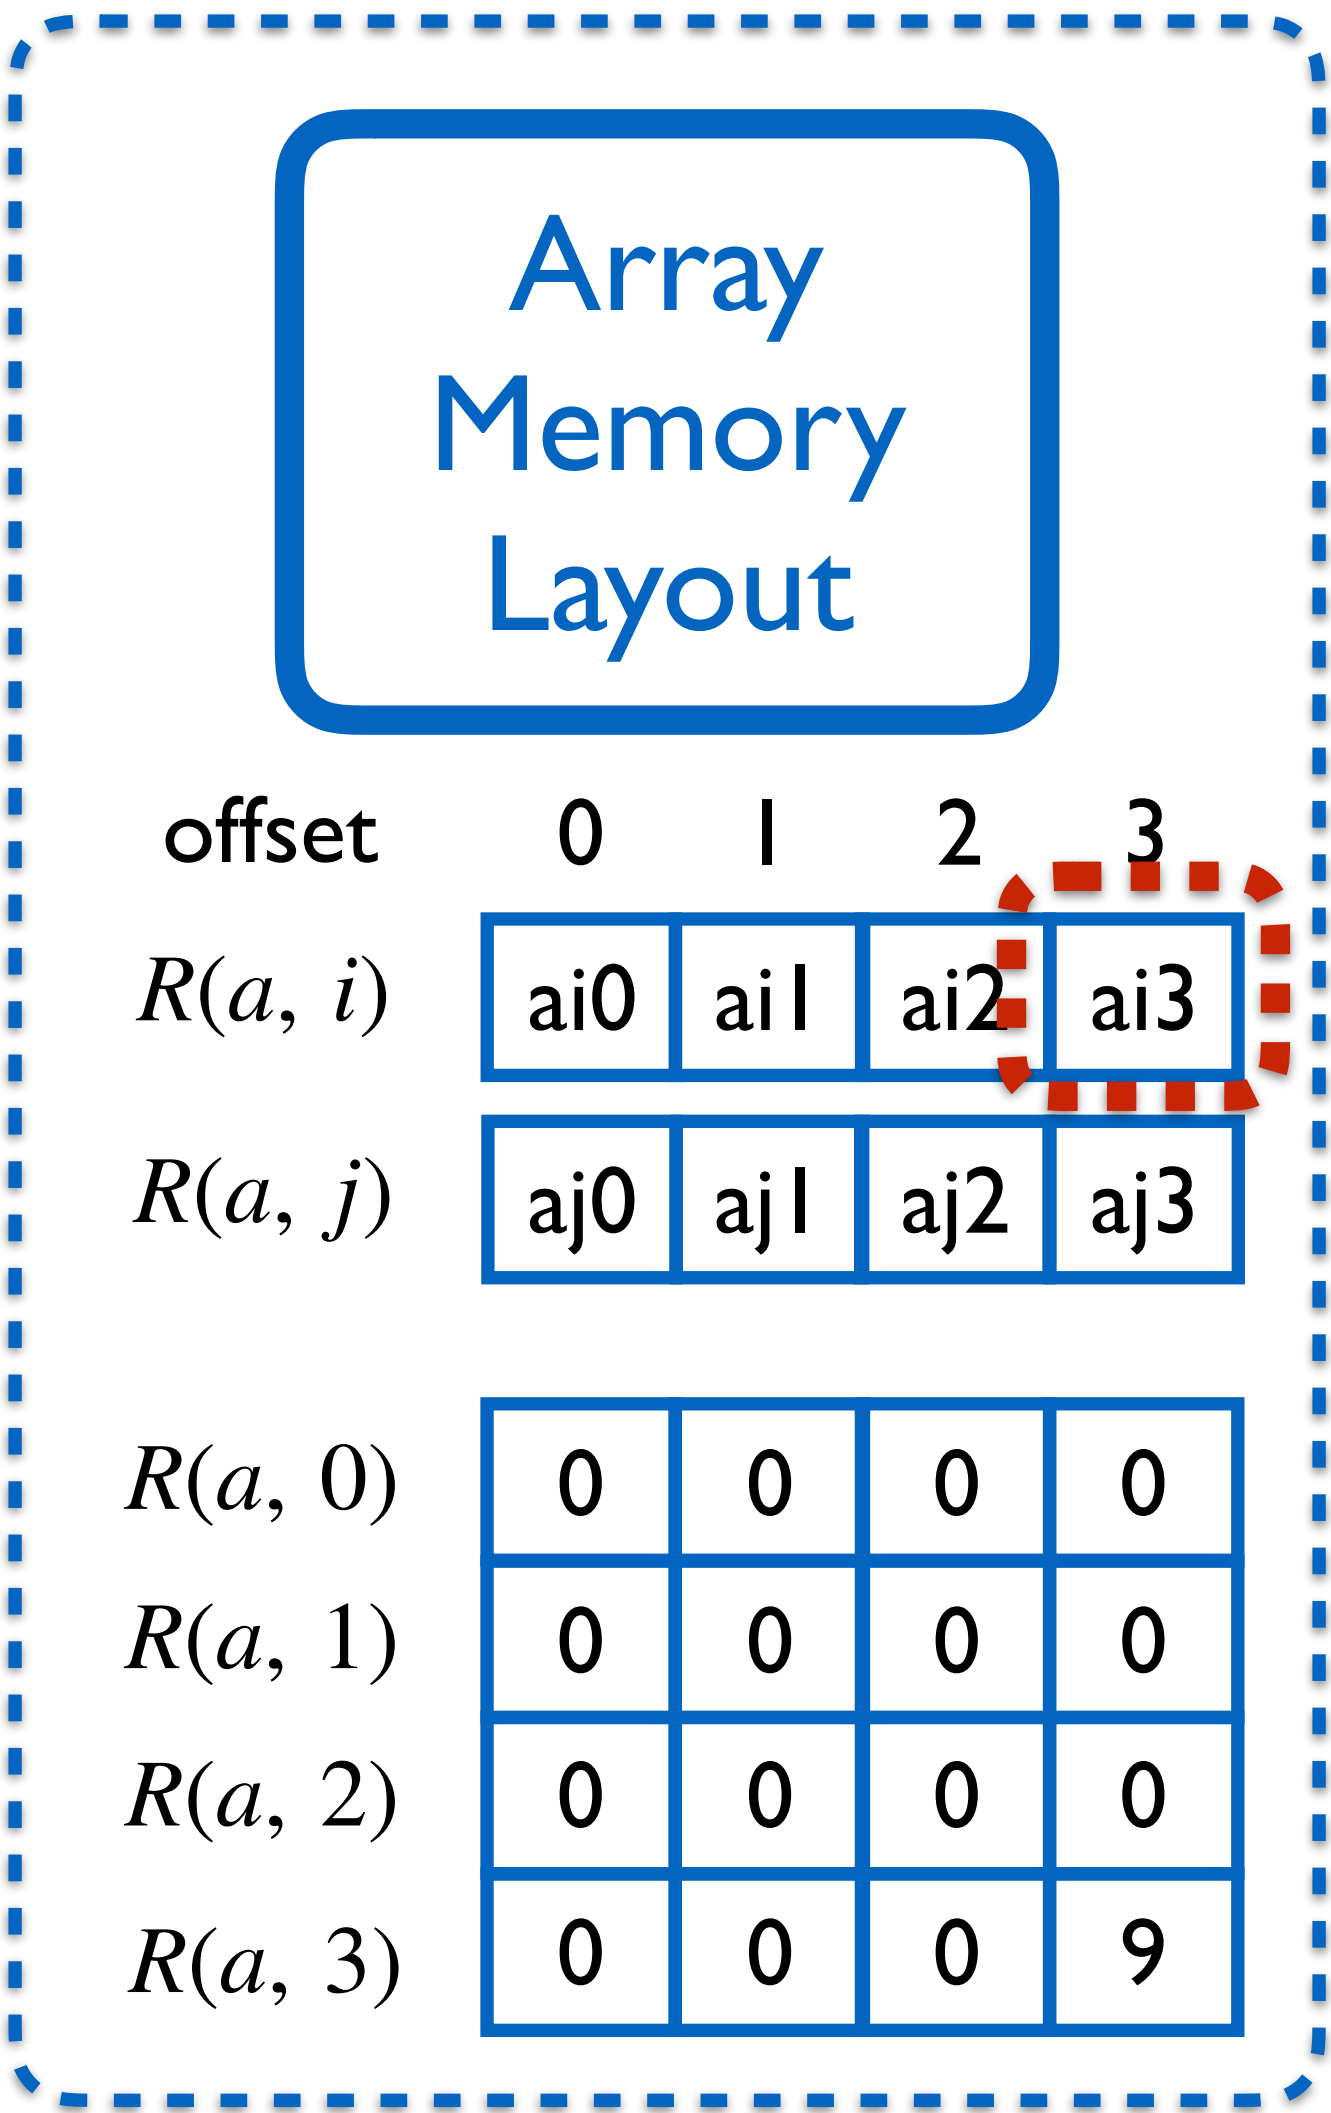 Array
Memory
Layout
offset 0 1 2 3
R(a, i) ai0 ai1 ai2 ai3
R(a, j) aj0 aj1 aj2 aj3
R(a, 0) 0 0 0 0
R(a, 1) 0 0 0 0
R(a, 2) 0 0 0 0
R(a, 3) 0 0 0 9